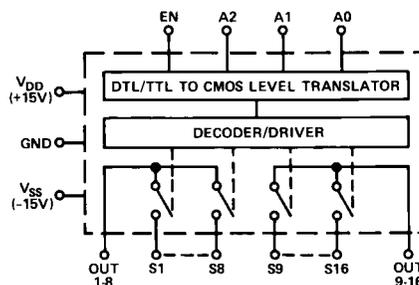 EN A2 A1 A0
VDD
(+15V)
DTL/TTL TO CMOS LEVEL TRANSLATOR
GND
DECODER/DRIVER
VSS
(-15V)
OUT S1 S8 S9 S16 OUT
1-8 9-16